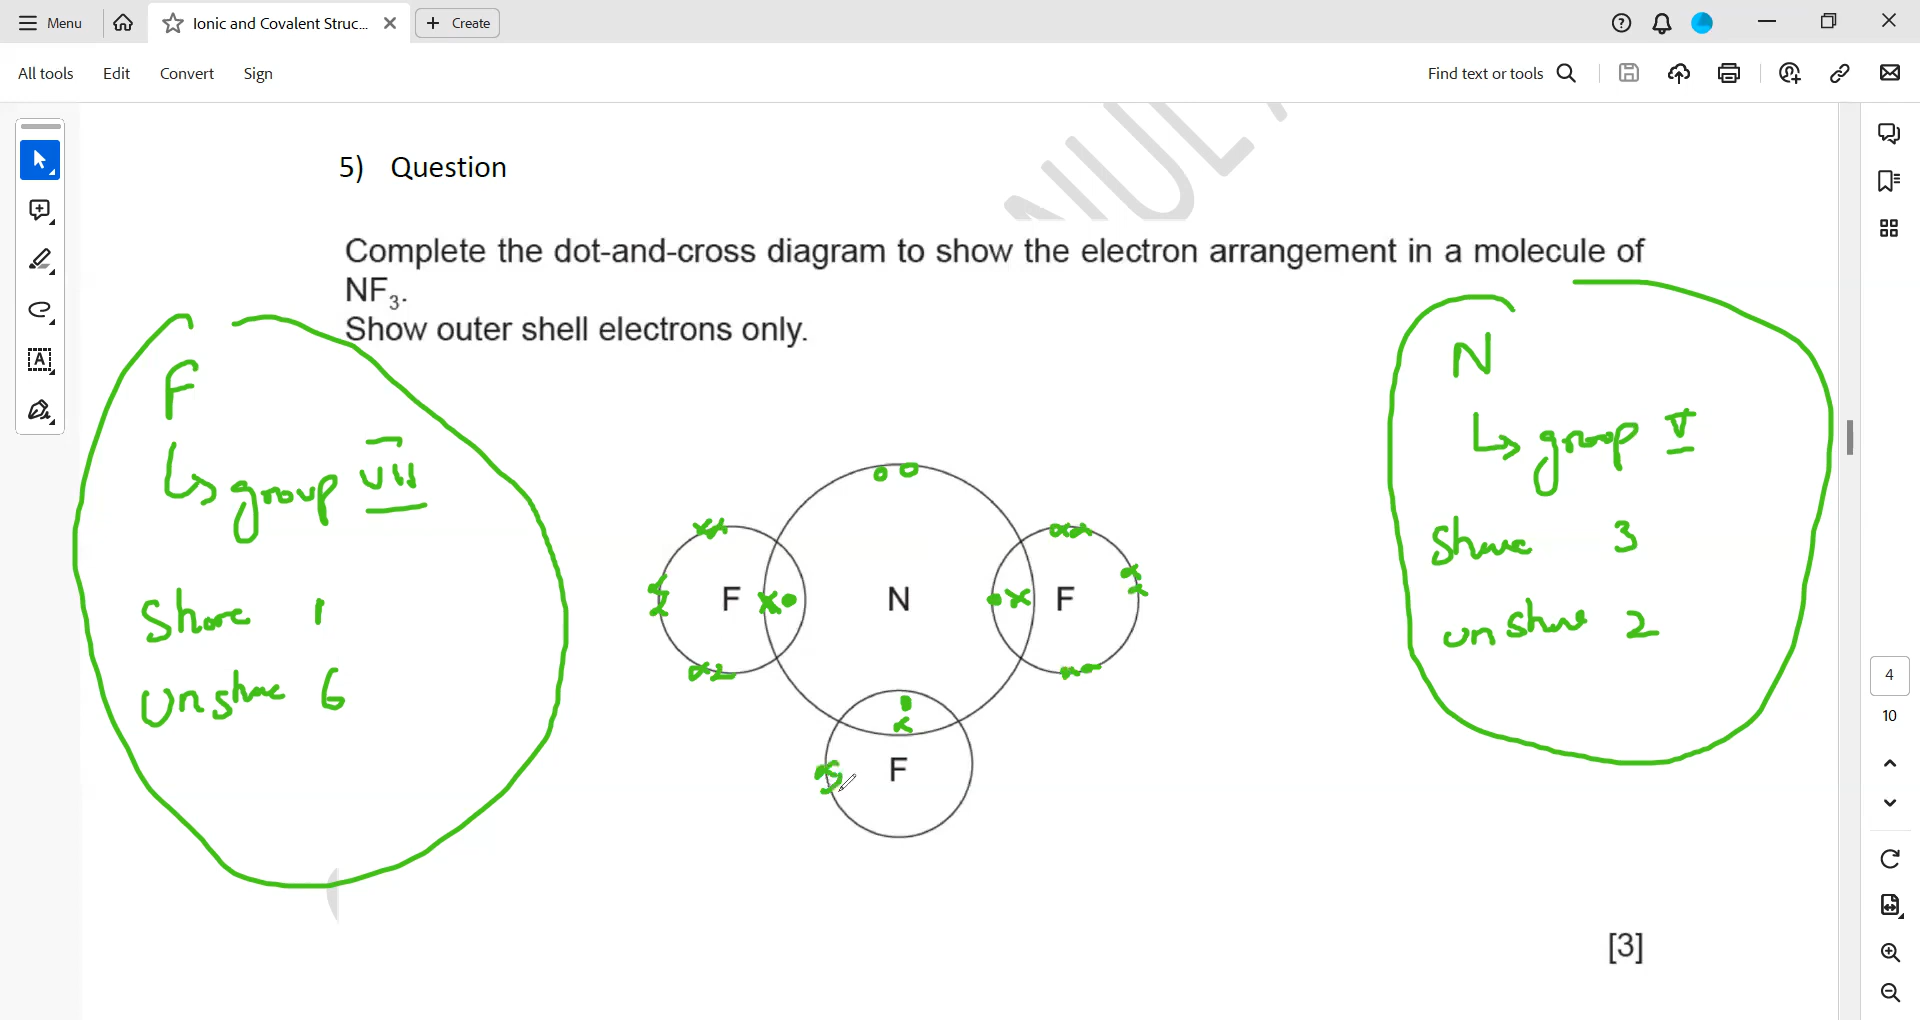 Menu
Ionic and Covalent Struc...
Create
All tools
Edit
Convert
Sign
Find text or tools
5) Question
Complete the dot-and-cross diagram to show the electron arrangement in a molecule of
NF3.
Show outer shell electrons only.
F
group VII
Share 1
Unshare 6
N
group V
Share 3
unshare 2
F N F
F
[3]
4
10